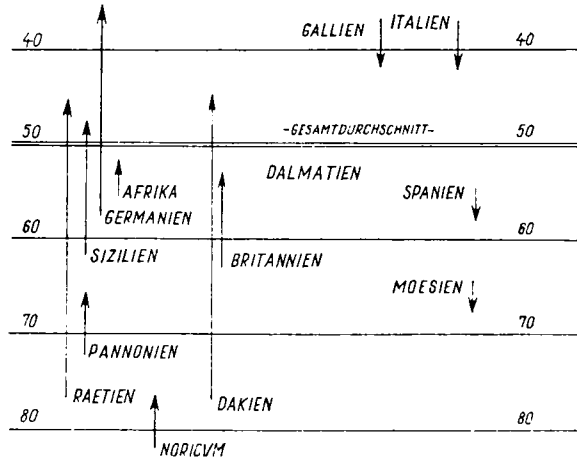 GALLIEN ITALIEN
40 40
50 -GESAMTDURCHSCHNITT- 50
DALMATIEN
AFRIKA SPANIEN
GERMANIEN
60 60
SIZILIEN BRITANNIEN
MOESIEN
70 70
PANNONIEN
RAETIEN DAKIEN
80 80
NORICVM